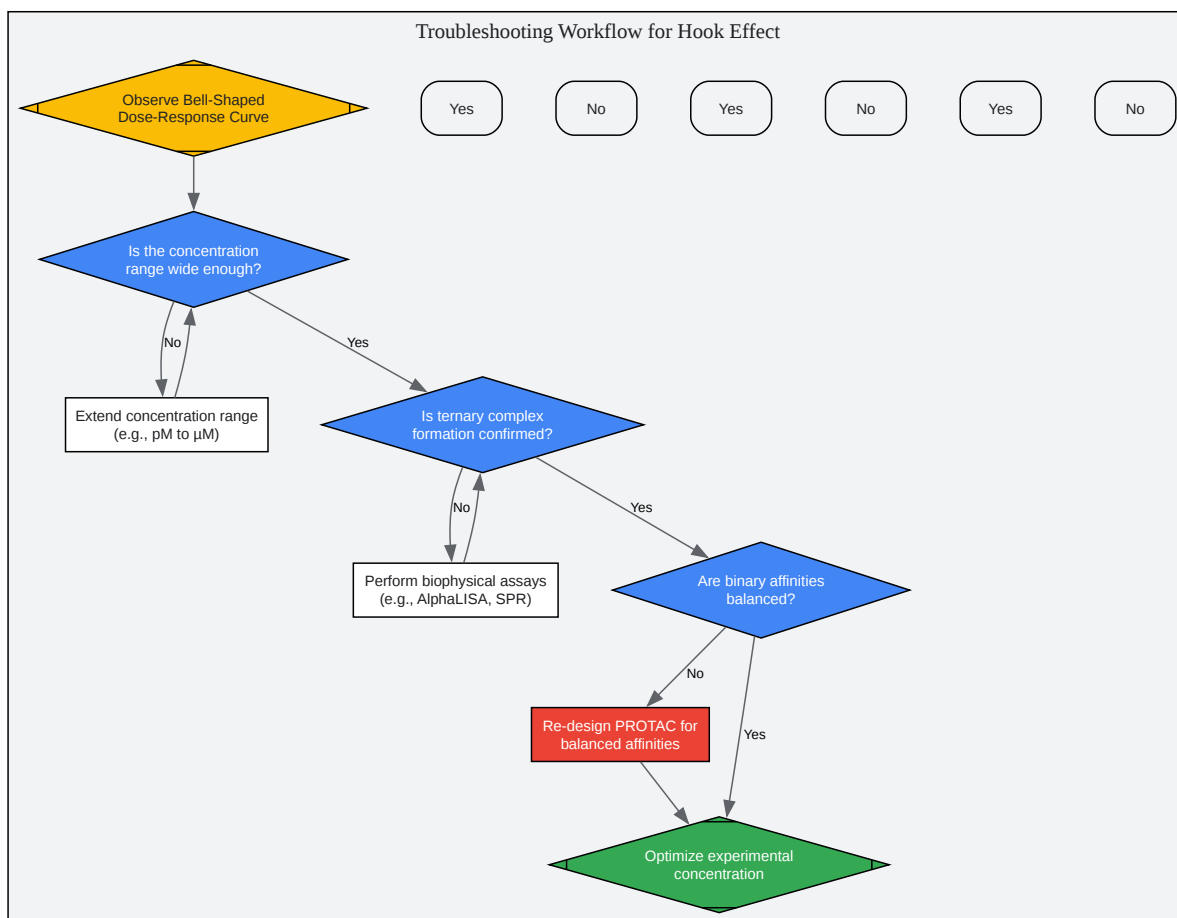 Troubleshooting Workflow for Hook Effect
Observe Bell-Shaped
Dose-Response Curve
Yes
No
Yes
No
Yes
No
Is the concentration
range wide enough?
No
Yes
Extend concentration range
(e.g., pM to µM)
Is ternary complex
formation confirmed?
No
Yes
Perform biophysical assays
(e.g., AlphaLISA, SPR)
Are binary affinities
balanced?
No
Yes
Re-design PROTAC for
balanced affinities
Optimize experimental
concentration